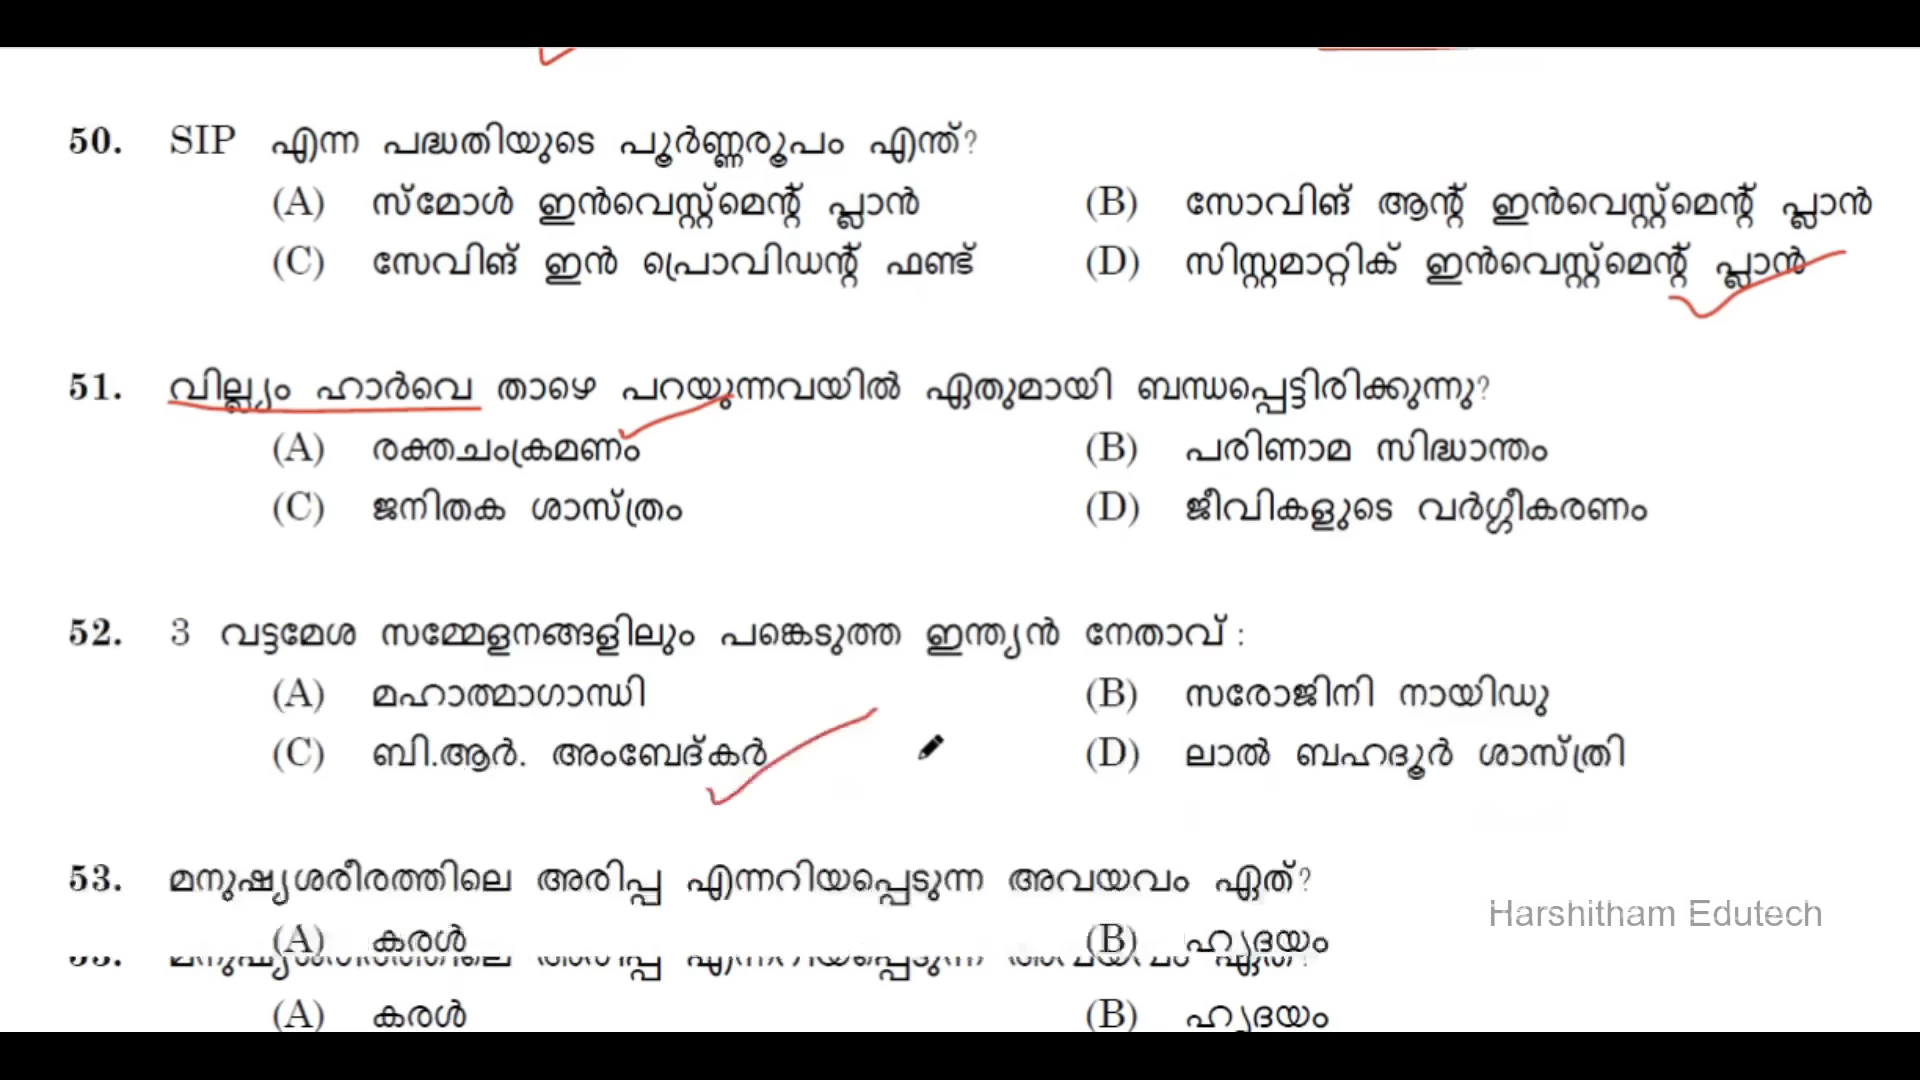 50. SIP എന്ന പദ്ധതിയുടെ പൂർണ്ണരൂപം എന്ത്?
(A) സ്മോൾ ഇൻവെസ്റ്റ്മെന്റ് പ്ലാൻ (B) സോവിങ് ആന്റ് ഇൻവെസ്റ്റ്മെന്റ് പ്ലാൻ
(C) സേവിങ് ഇൻ പ്രൊവിഡന്റ് ഫണ്ട് (D) സിസ്റ്റമാറ്റിക് ഇൻവെസ്റ്റ്മെന്റ് പ്ലാൻ
51. വില്ല്യം ഹാർവെ താഴെ പറയുന്നവയിൽ ഏതുമായി ബന്ധപ്പെട്ടിരിക്കുന്നു?
(A) രക്തചംക്രമണം (B) പരിണാമ സിദ്ധാന്തം
(C) ജനിതക ശാസ്ത്രം (D) ജീവികളുടെ വർഗ്ഗീകരണം
52. 3 വട്ടമേശ സമ്മേളനങ്ങളിലും പങ്കെടുത്ത ഇന്ത്യൻ നേതാവ് :
(A) മഹാത്മാഗാന്ധി (B) സരോജിനി നായിഡു
(C) ബി.ആർ. അംബേദ്കർ (D) ലാൽ ബഹദൂർ ശാസ്ത്രി
53. മനുഷ്യശരീരത്തിലെ അരിപ്പ എന്നറിയപ്പെടുന്ന അവയവം ഏത്?
Harshitham Edutech
(A) കരൾ (B) ഹൃദയം
(A) കരൾ (B) ഹൃദയം